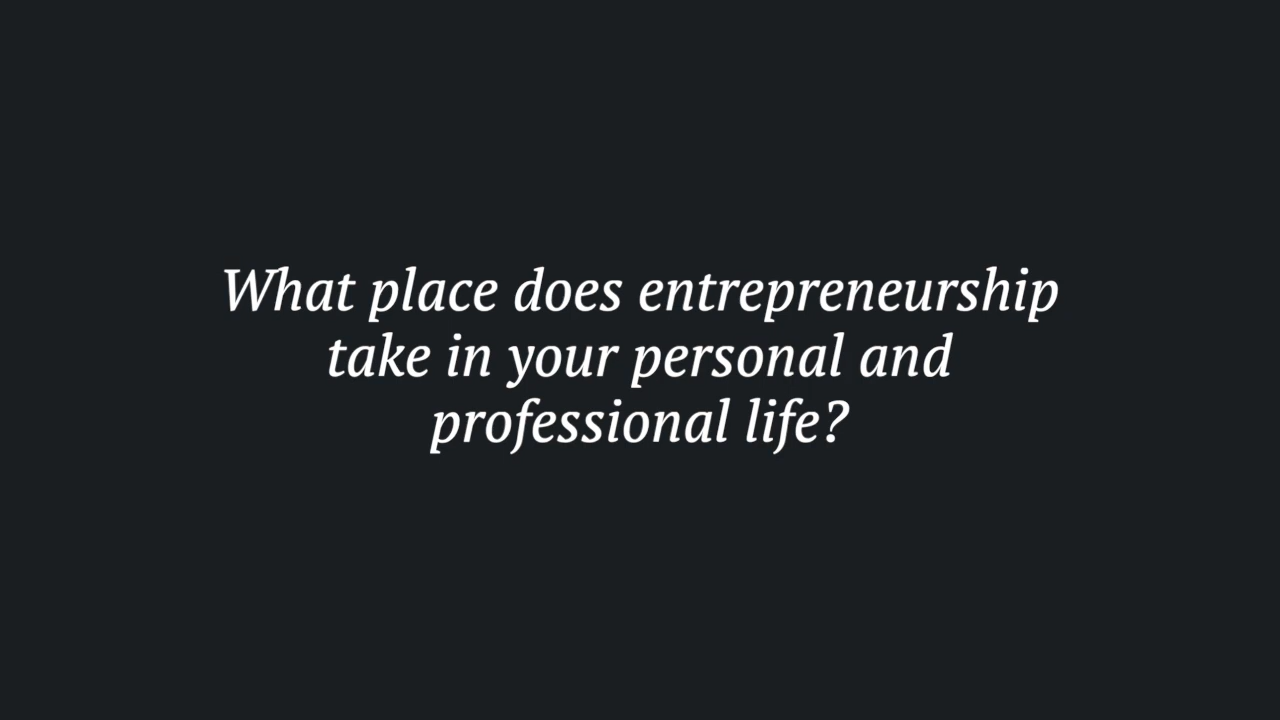 What place does entrepreneurship
take in your personal and
professional life?